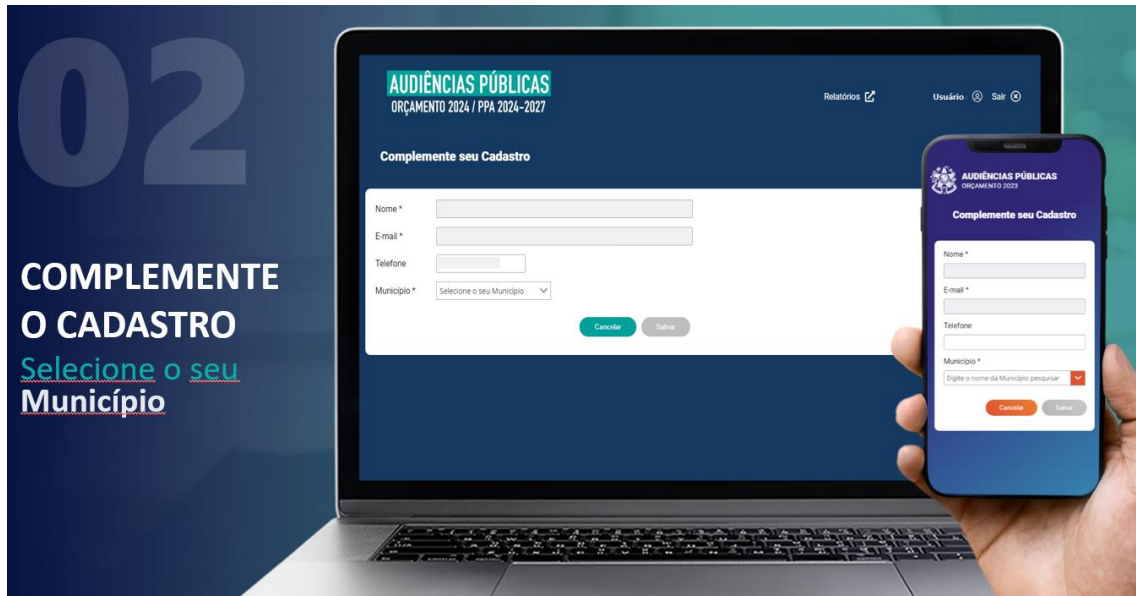 02
COMPLEMENTE
O CADASTRO
Selecione o seu
Município
AUDIÊNCIAS PÚBLICAS
ORÇAMENTO 2024 / PPA 2024-2027
Relatórios
Usuário
Sair
Complemente seu Cadastro
Nome *
E-mail *
Telefone
Município *
Selecione o seu Município
Cancelar
Salvar
AUDIÊNCIAS PÚBLICAS
ORÇAMENTO 2023
Complemente seu Cadastro
Nome *
E-mail *
Telefone
Município *
Digite o nome da Município pesquisar
Cancelar
Salvar